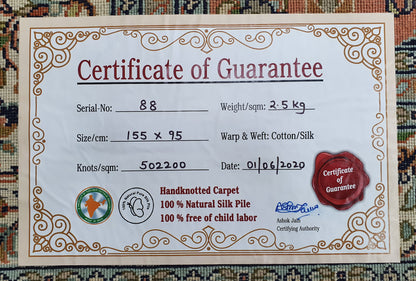 Certificate of Guarantee
Serial-No: 88 Weight/sqm: 2.5 kg
Size/cm: 155 x 95 Warp & Weft: Cotton/Silk
Knots/sqm: 502200 Date: 01/06/2020
Handknotted Carpet
100 % Natural Silk Pile
100 % free of child labor
Certificate
of
Guarantee
Ashok Jain
Certifying Authority